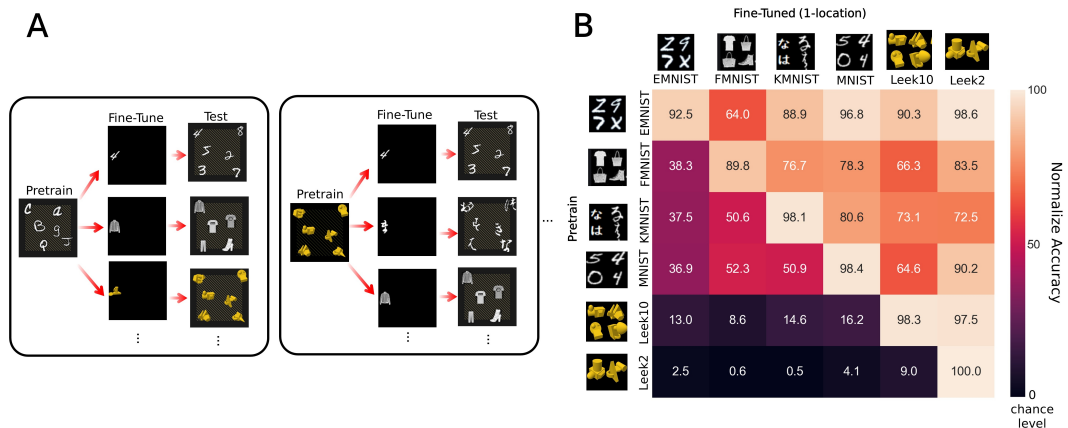 A
Fine-Tune
Test
Pretrain
⋮
⋮
Fine-Tune
Test
Pretrain
⋮
⋮
...
B
Fine-Tuned (1-location)
EMNIST FMNIST KMNIST MNIST Leek10 Leek2
Pretrain
EMNIST 92.5 64.0 88.9 96.8 90.3 98.6
FMNIST 38.3 89.8 76.7 78.3 66.3 83.5
KMNIST 37.5 50.6 98.1 80.6 73.1 72.5
MNIST 36.9 52.3 50.9 98.4 64.6 90.2
Leek10 13.0 8.6 14.6 16.2 98.3 97.5
Leek2 2.5 0.6 0.5 4.1 9.0 100.0
100
50
0
Normalize Accuracy
chance
level